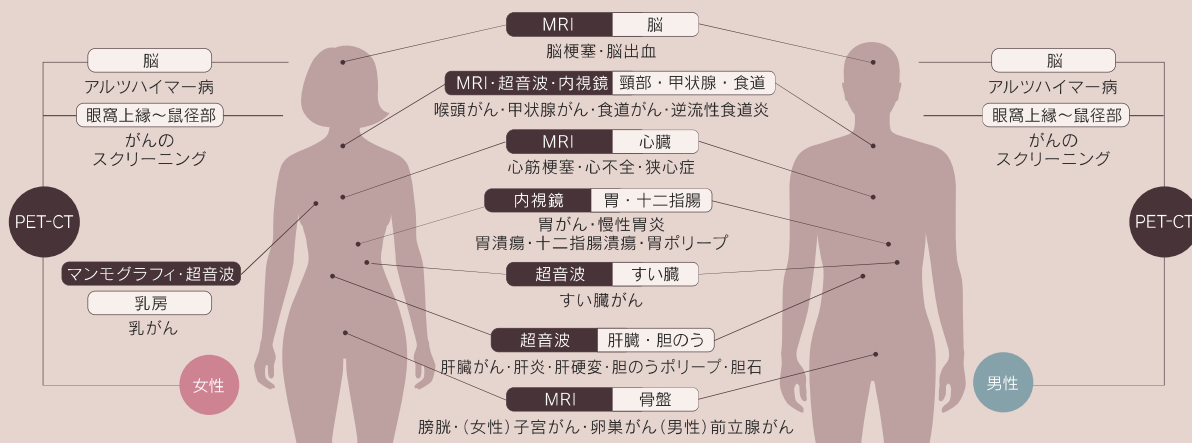 MRI 脳
脳梗塞・脳出血
MRI・超音波・内視鏡 頸部・甲状腺・食道
喉頭がん・甲状腺がん・食道がん・逆流性食道炎
MRI 心臓
心筋梗塞・心不全・狭心症
内視鏡 胃・十二指腸
胃がん・慢性胃炎
胃潰瘍・十二指腸潰瘍・胃ポリープ
超音波 すい臓
すい臓がん
超音波 肝臓・胆のう
肝臓がん・肝炎・肝硬変・胆のうポリープ・胆石
MRI 骨盤
膀胱・（女性）子宮がん・卵巣がん（男性）前立腺がん
脳
アルツハイマー病
眼窩上縁～鼠径部
がんの
スクリーニング
PET-CT
マンモグラフィ・超音波
乳房
乳がん
女性
脳
アルツハイマー病
眼窩上縁～鼠径部
がんの
スクリーニング
PET-CT
男性